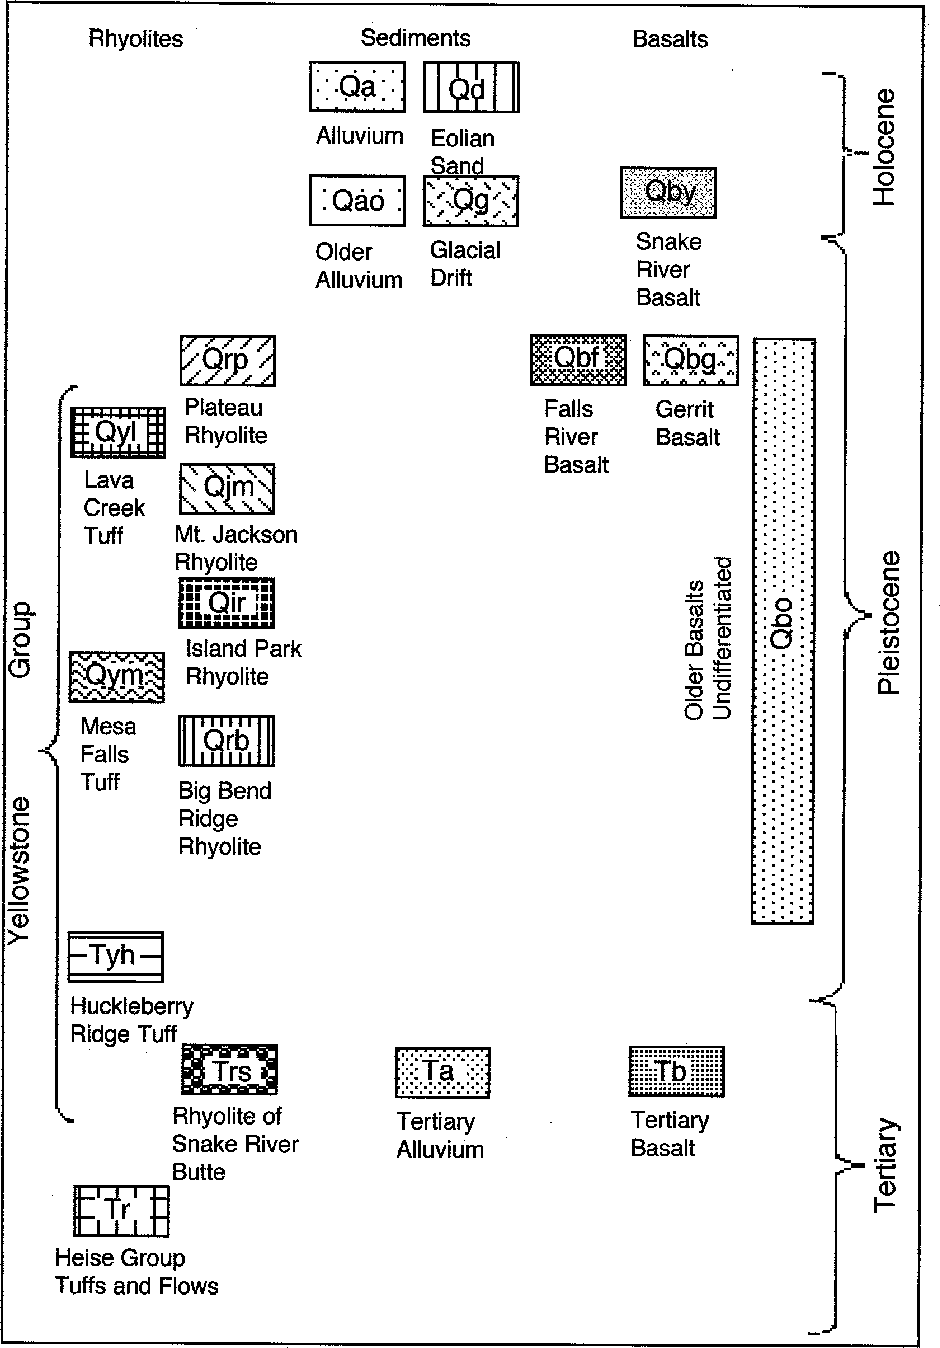 Rhyolites
Sediments
Basalts
Qa
Alluvium
Qd
Eolian
Sand
Qao
Older
Alluvium
Qg
Glacial
Drift
Qby
Snake
River
Basalt
Holocene
Qrp
Plateau
Rhyolite
Qbf
Falls
River
Basalt
Qbg
Gerrit
Basalt
Qyl
Lava
Creek
Tuff
Qjm
Mt. Jackson
Rhyolite
Qir
Island Park
Rhyolite
Qym
Mesa
Falls
Tuff
Qrb
Big Bend
Ridge
Rhyolite
Older Basalts
Undifferentiated
Qbo
Pleistocene
Yellowstone Group
Tyh
Huckleberry
Ridge Tuff
Trs
Rhyolite of
Snake River
Butte
Ta
Tertiary
Alluvium
Tb
Tertiary
Basalt
Tertiary
Tr
Heise Group
Tuffs and Flows